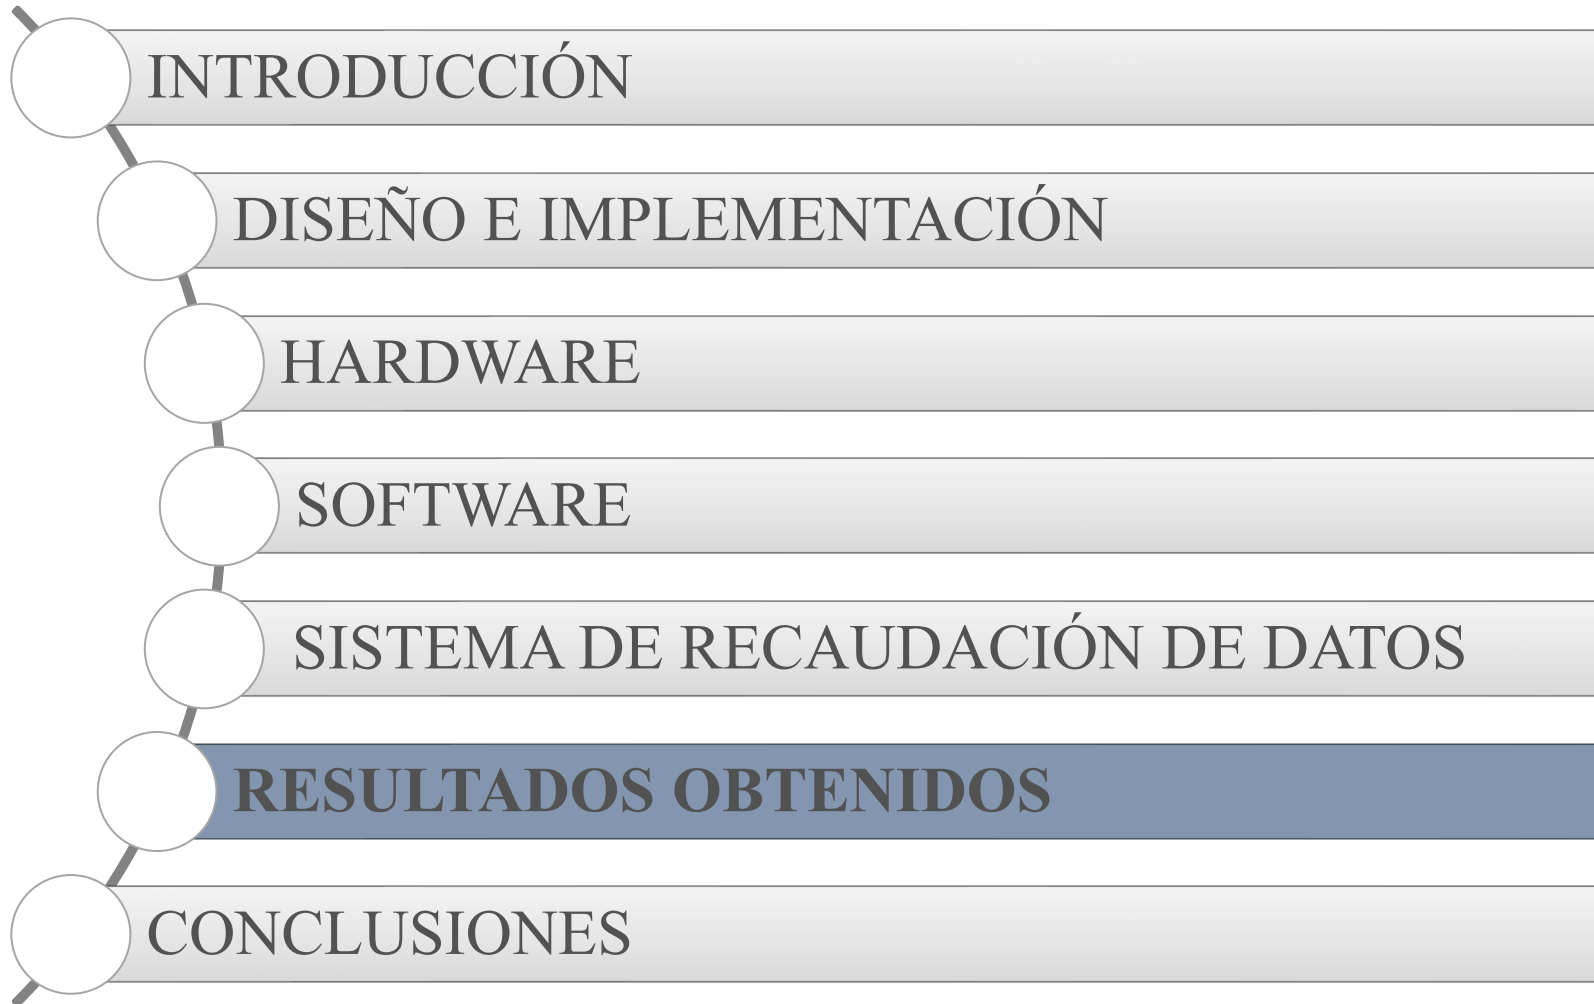 INTRODUCCIÓN
DISEÑO E IMPLEMENTACIÓN
HARDWARE
SOFTWARE
SISTEMA DE RECAUDACIÓN DE DATOS
RESULTADOS OBTENIDOS
CONCLUSIONES